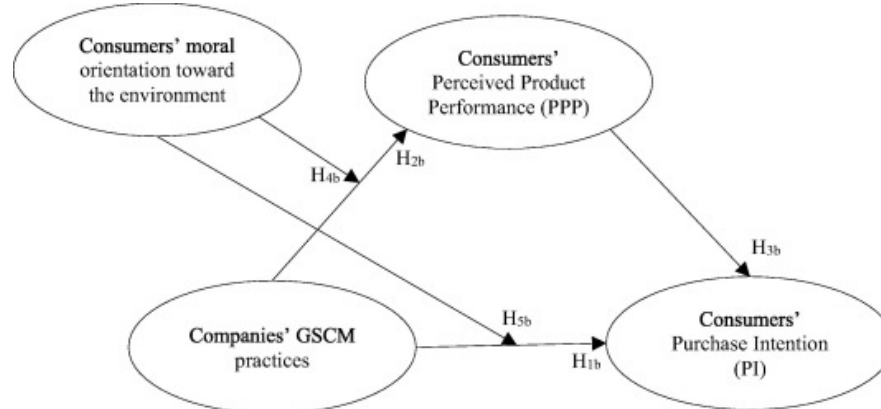 Consumers' moral
orientation toward
the environment
Consumers'
Perceived Product
Performance (PPP)
H4b
H2b
H3b
Companies' GSCM
practices
H5b
H1b
Consumers'
Purchase Intention
(PI)